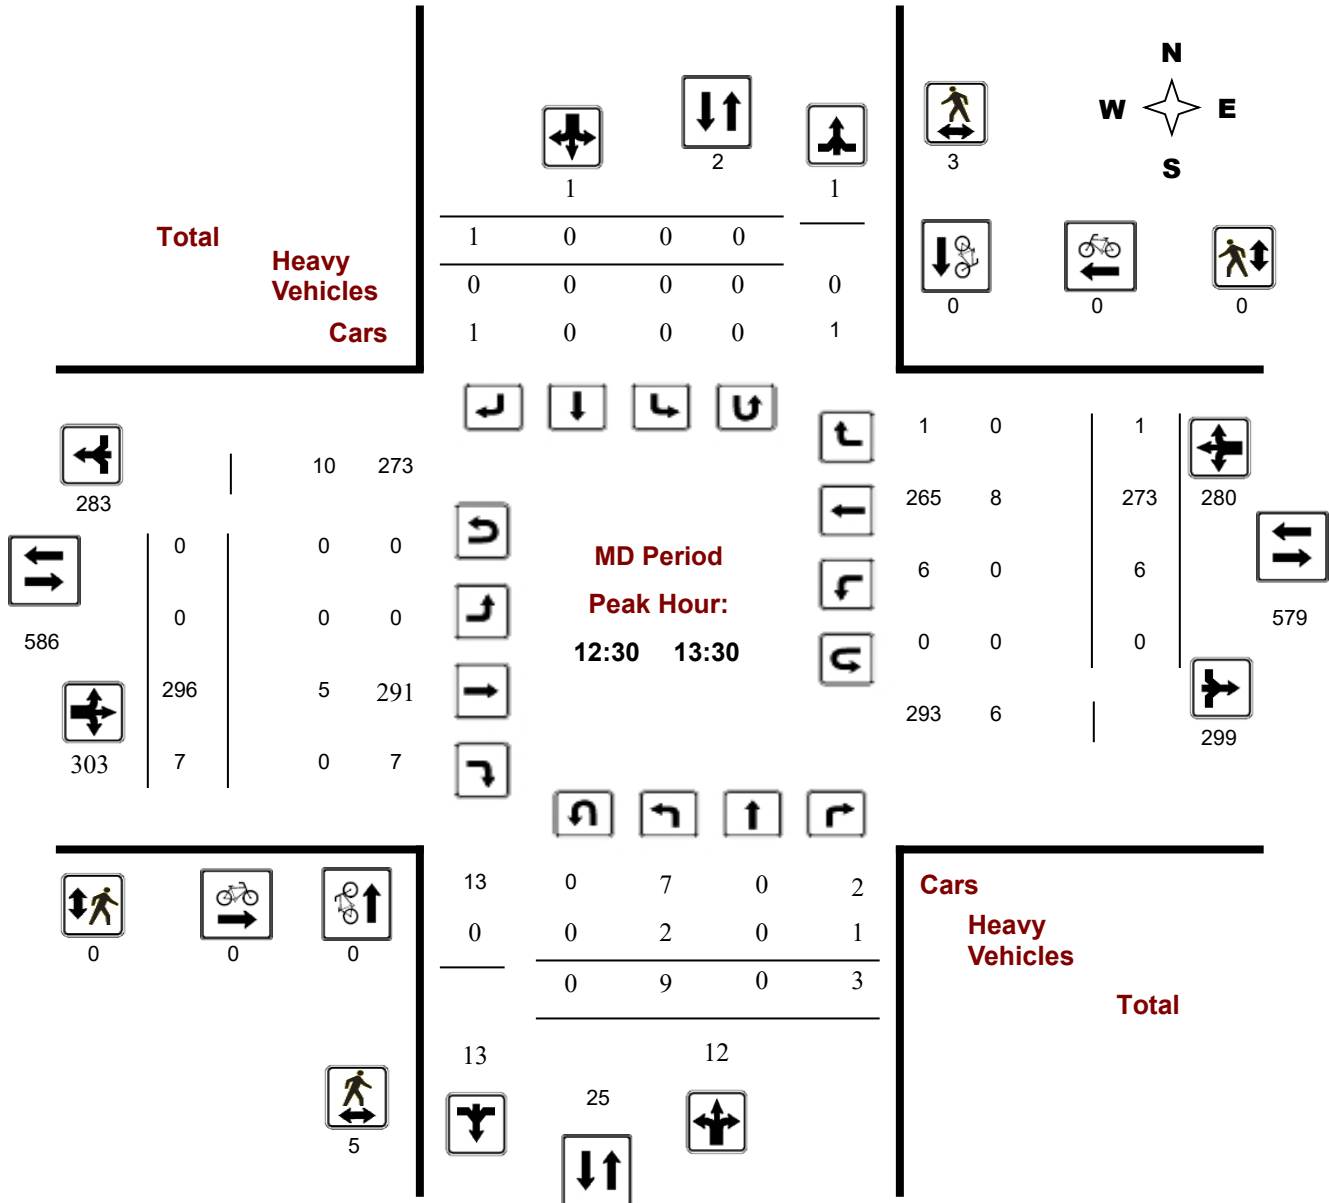 N
W E
S
2
3
1 1
Total 1 0 0 0
Heavy
Vehicles 0 0 0 0 0
Cars 1 0 0 0 1
0 0 0
1 0 1
10 273
283
265 8 273 280
0 0 0
MD Period
6 0 6
Peak Hour:
0 0 0
579
586
12:30 13:30
0 0 0
296 5 291
293 6
299
303 7 0 7
13 0 7 0 2 Cars
0 0 2 0 1 Heavy
Vehicles
0 0 0
0 9 0 3
Total
13 12
25
5